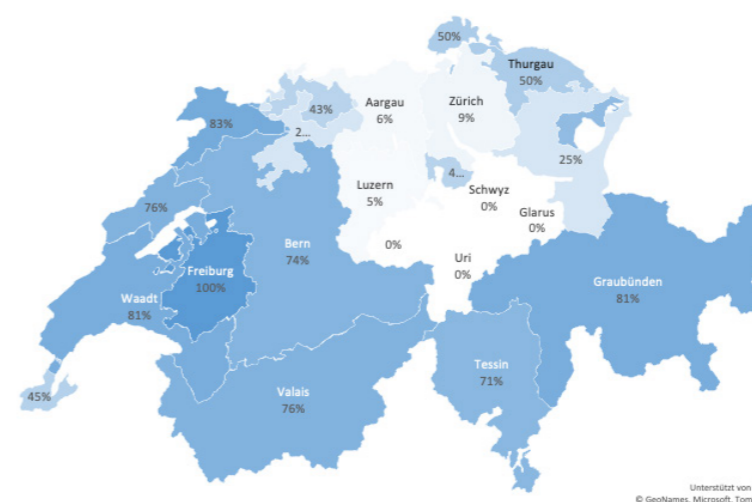 50%
Thurgau
50%
43%
Aargau
6%
Zürich
9%
83%
2...
25%
4...
Luzern
5%
Schwyz
0%
76%
Glarus
0%
Bern
74%
0%
Uri
0%
Freiburg
100%
Graubünden
81%
Waadt
81%
Tessin
71%
Valais
76%
45%
Unterstützt von
© GeoNames, Microsoft, Tom